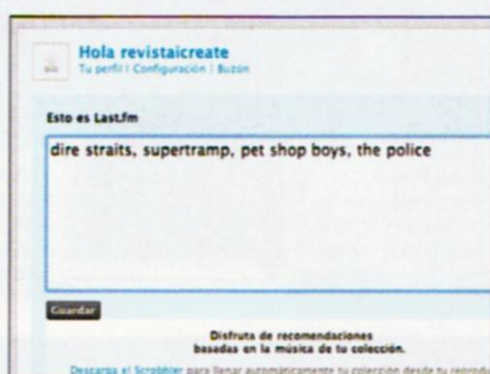 Hola revistaicreate
Tu perfil | Configuración | Buzón
Esto es Last.fm
dire straits, supertramp, pet shop boys, the police
Guardar
Disfruta de recomendaciones
basadas en la música de tu colección.
Descarga el Scrobbler para llenar automáticamente tu colección desde tu reprodu